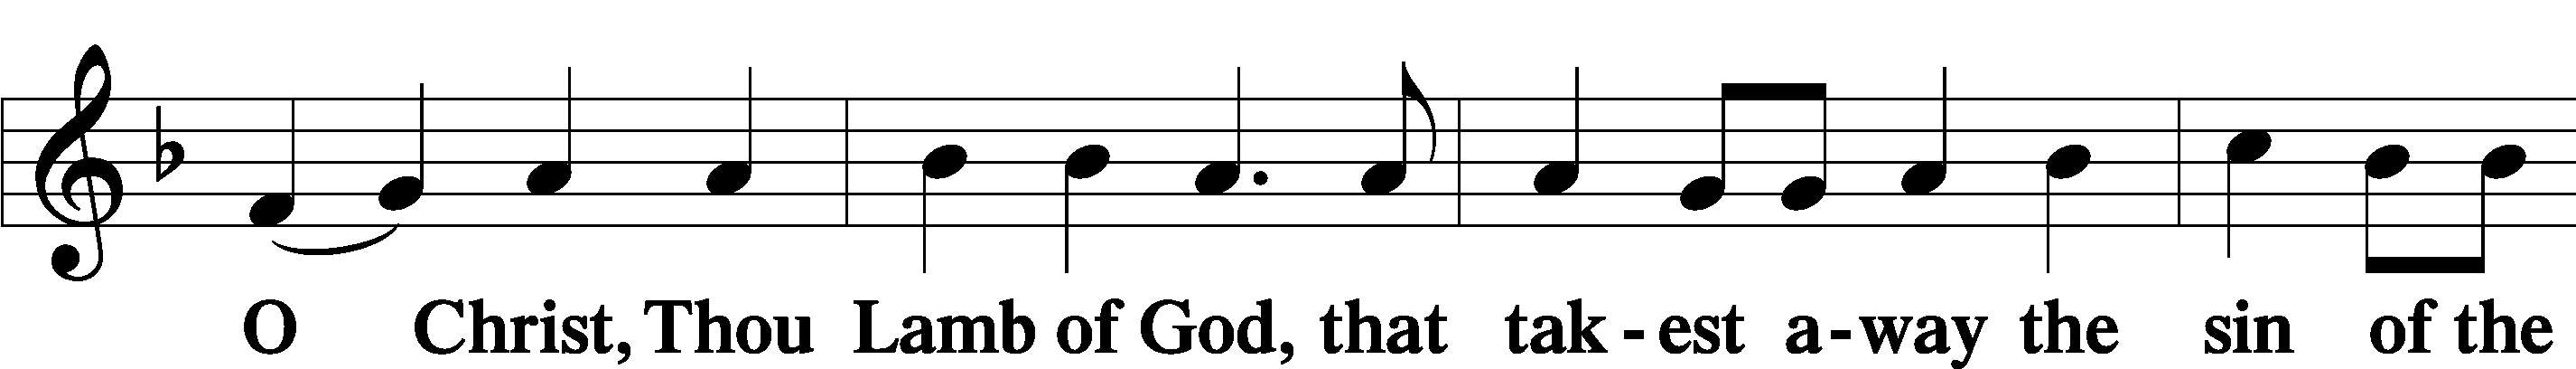 O Christ, Thou Lamb of God, that tak - est a - way the sin of the